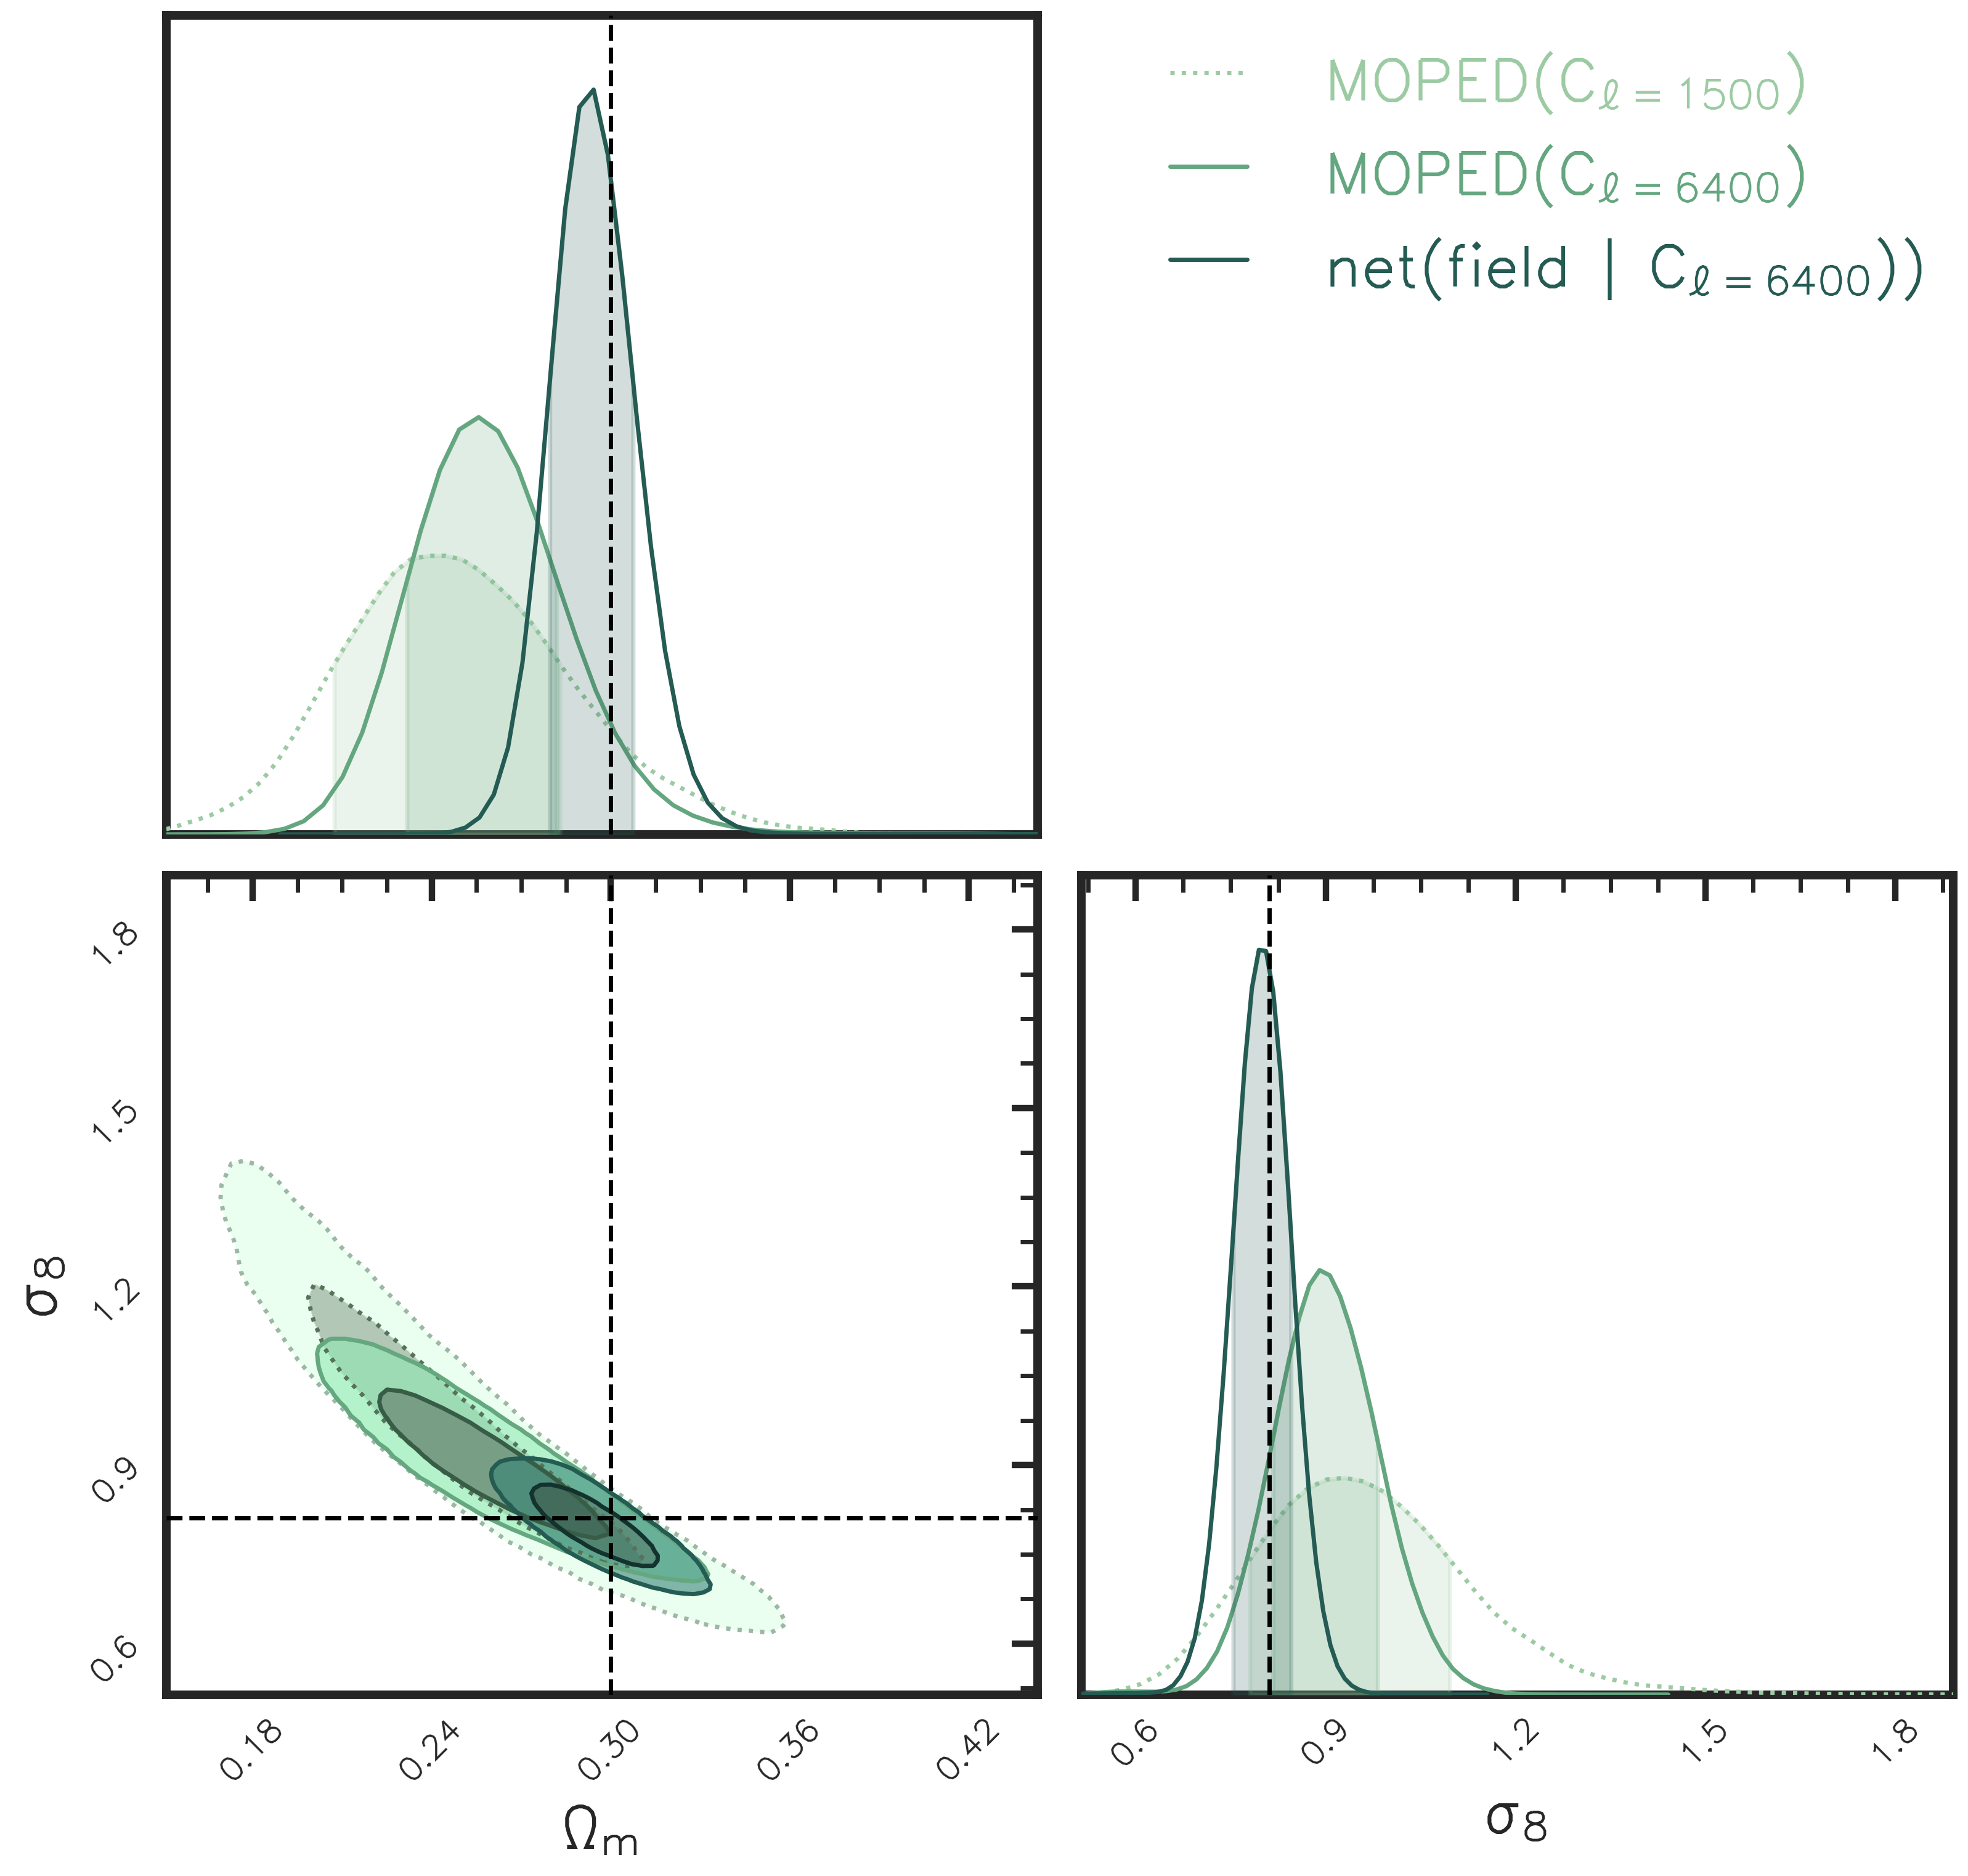 MOPED(Cℓ = 1500)
MOPED(Cℓ = 6400)
net(field | Cℓ = 6400))
σ8
1.8
1.5
1.2
0.9
0.6
0.18 0.24 0.30 0.36 0.42
Ωm
0.6 0.9 1.2 1.5 1.8
σ8